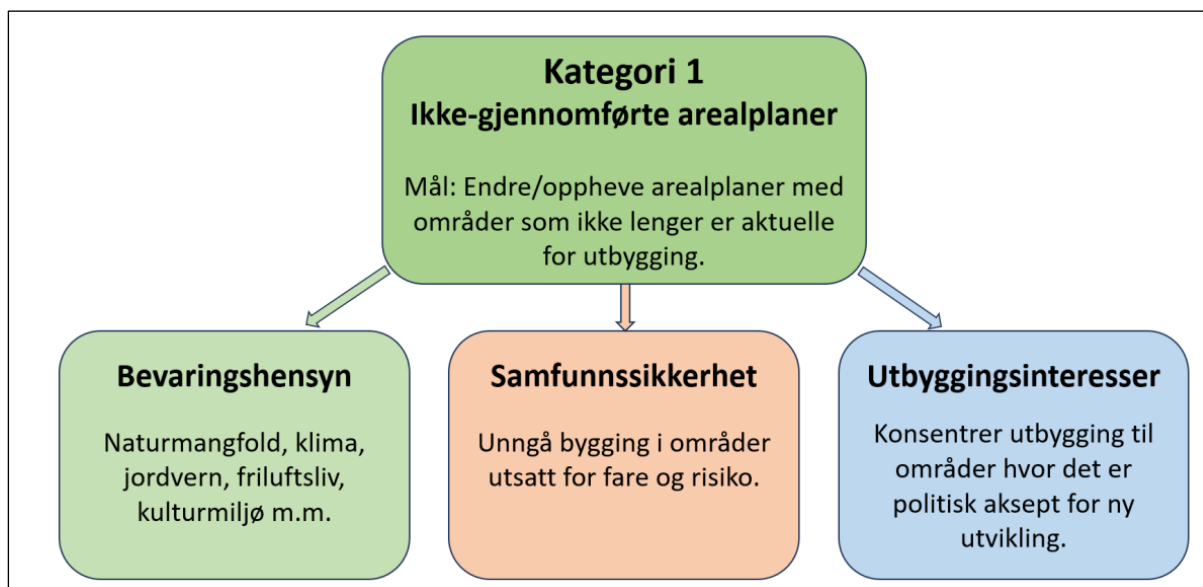 Kategori 1
Ikke-gjennomførte arealplaner
Mål: Endre/oppheve arealplaner med
områder som ikke lenger er aktuelle
for utbygging.
Bevaringshensyn
Naturmangfold, klima,
jordvern, friluftsliv,
kulturmiljø m.m.
Samfunnssikkerhet
Unngå bygging i områder
utsatt for fare og risiko.
Utbyggingsinteresser
Konsentrer utbygging til
områder hvor det er
politisk aksept for ny
utvikling.